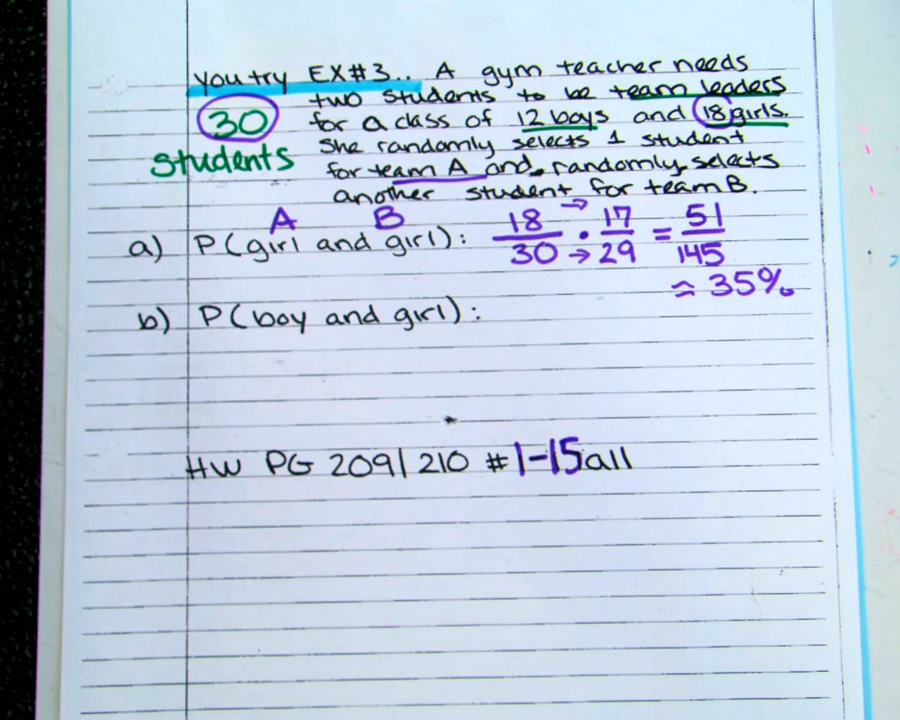 You try EX#3.. A gym teacher needs
two students to be team leaders
30 for a class of 12 boys and 18 girls.
students She randomly selects 1 student
for team A and randomly selects
another student for team B.
A B
a) P(girl and girl): 18/30 → → • 17/29 = 51/145
≈ 35%
b) P(boy and girl):
HW PG 209/210 #1-15 all